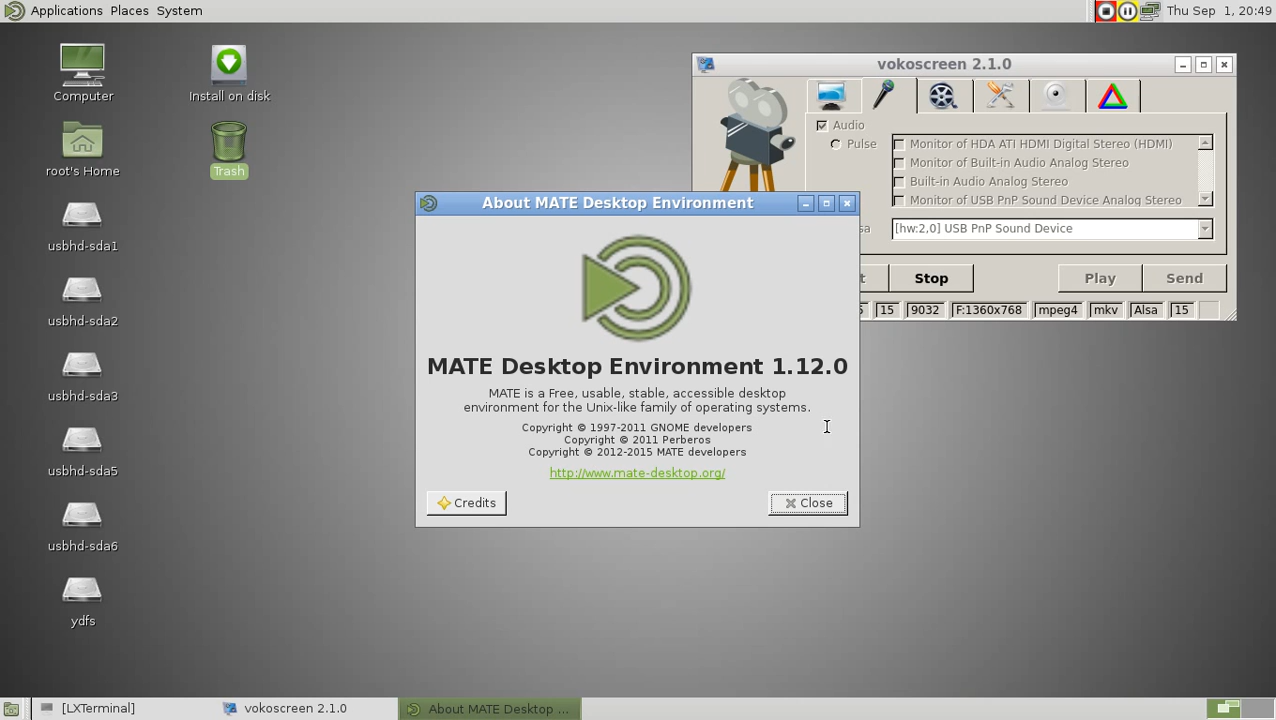 Applications Places System
Thu Sep 1, 20:49
Computer
Install on disk
root's Home
Trash
usbhd-sda1
usbhd-sda2
usbhd-sda3
usbhd-sda5
usbhd-sda6
ydfs
vokoscreen 2.1.0
Audio
Pulse
Monitor of HDA ATI HDMI Digital Stereo (HDMI)
Monitor of Built-in Audio Analog Stereo
Built-in Audio Analog Stereo
Monitor of USB PnP Sound Device Analog Stereo
[hw:2,0] USB PnP Sound Device
Stop Play Send
15 9032 F:1360x768 mpeg4 mkv Alsa 15
About MATE Desktop Environment
MATE Desktop Environment 1.12.0
MATE is a Free, usable, stable, accessible desktop
environment for the Unix-like family of operating systems.
Copyright © 1997-2011 GNOME developers
Copyright © 2011 Perberos
Copyright © 2012-2015 MATE developers
http://www.mate-desktop.org/
Credits Close
[LXTerminal] vokoscreen 2.1.0 About MATE Desktop ...